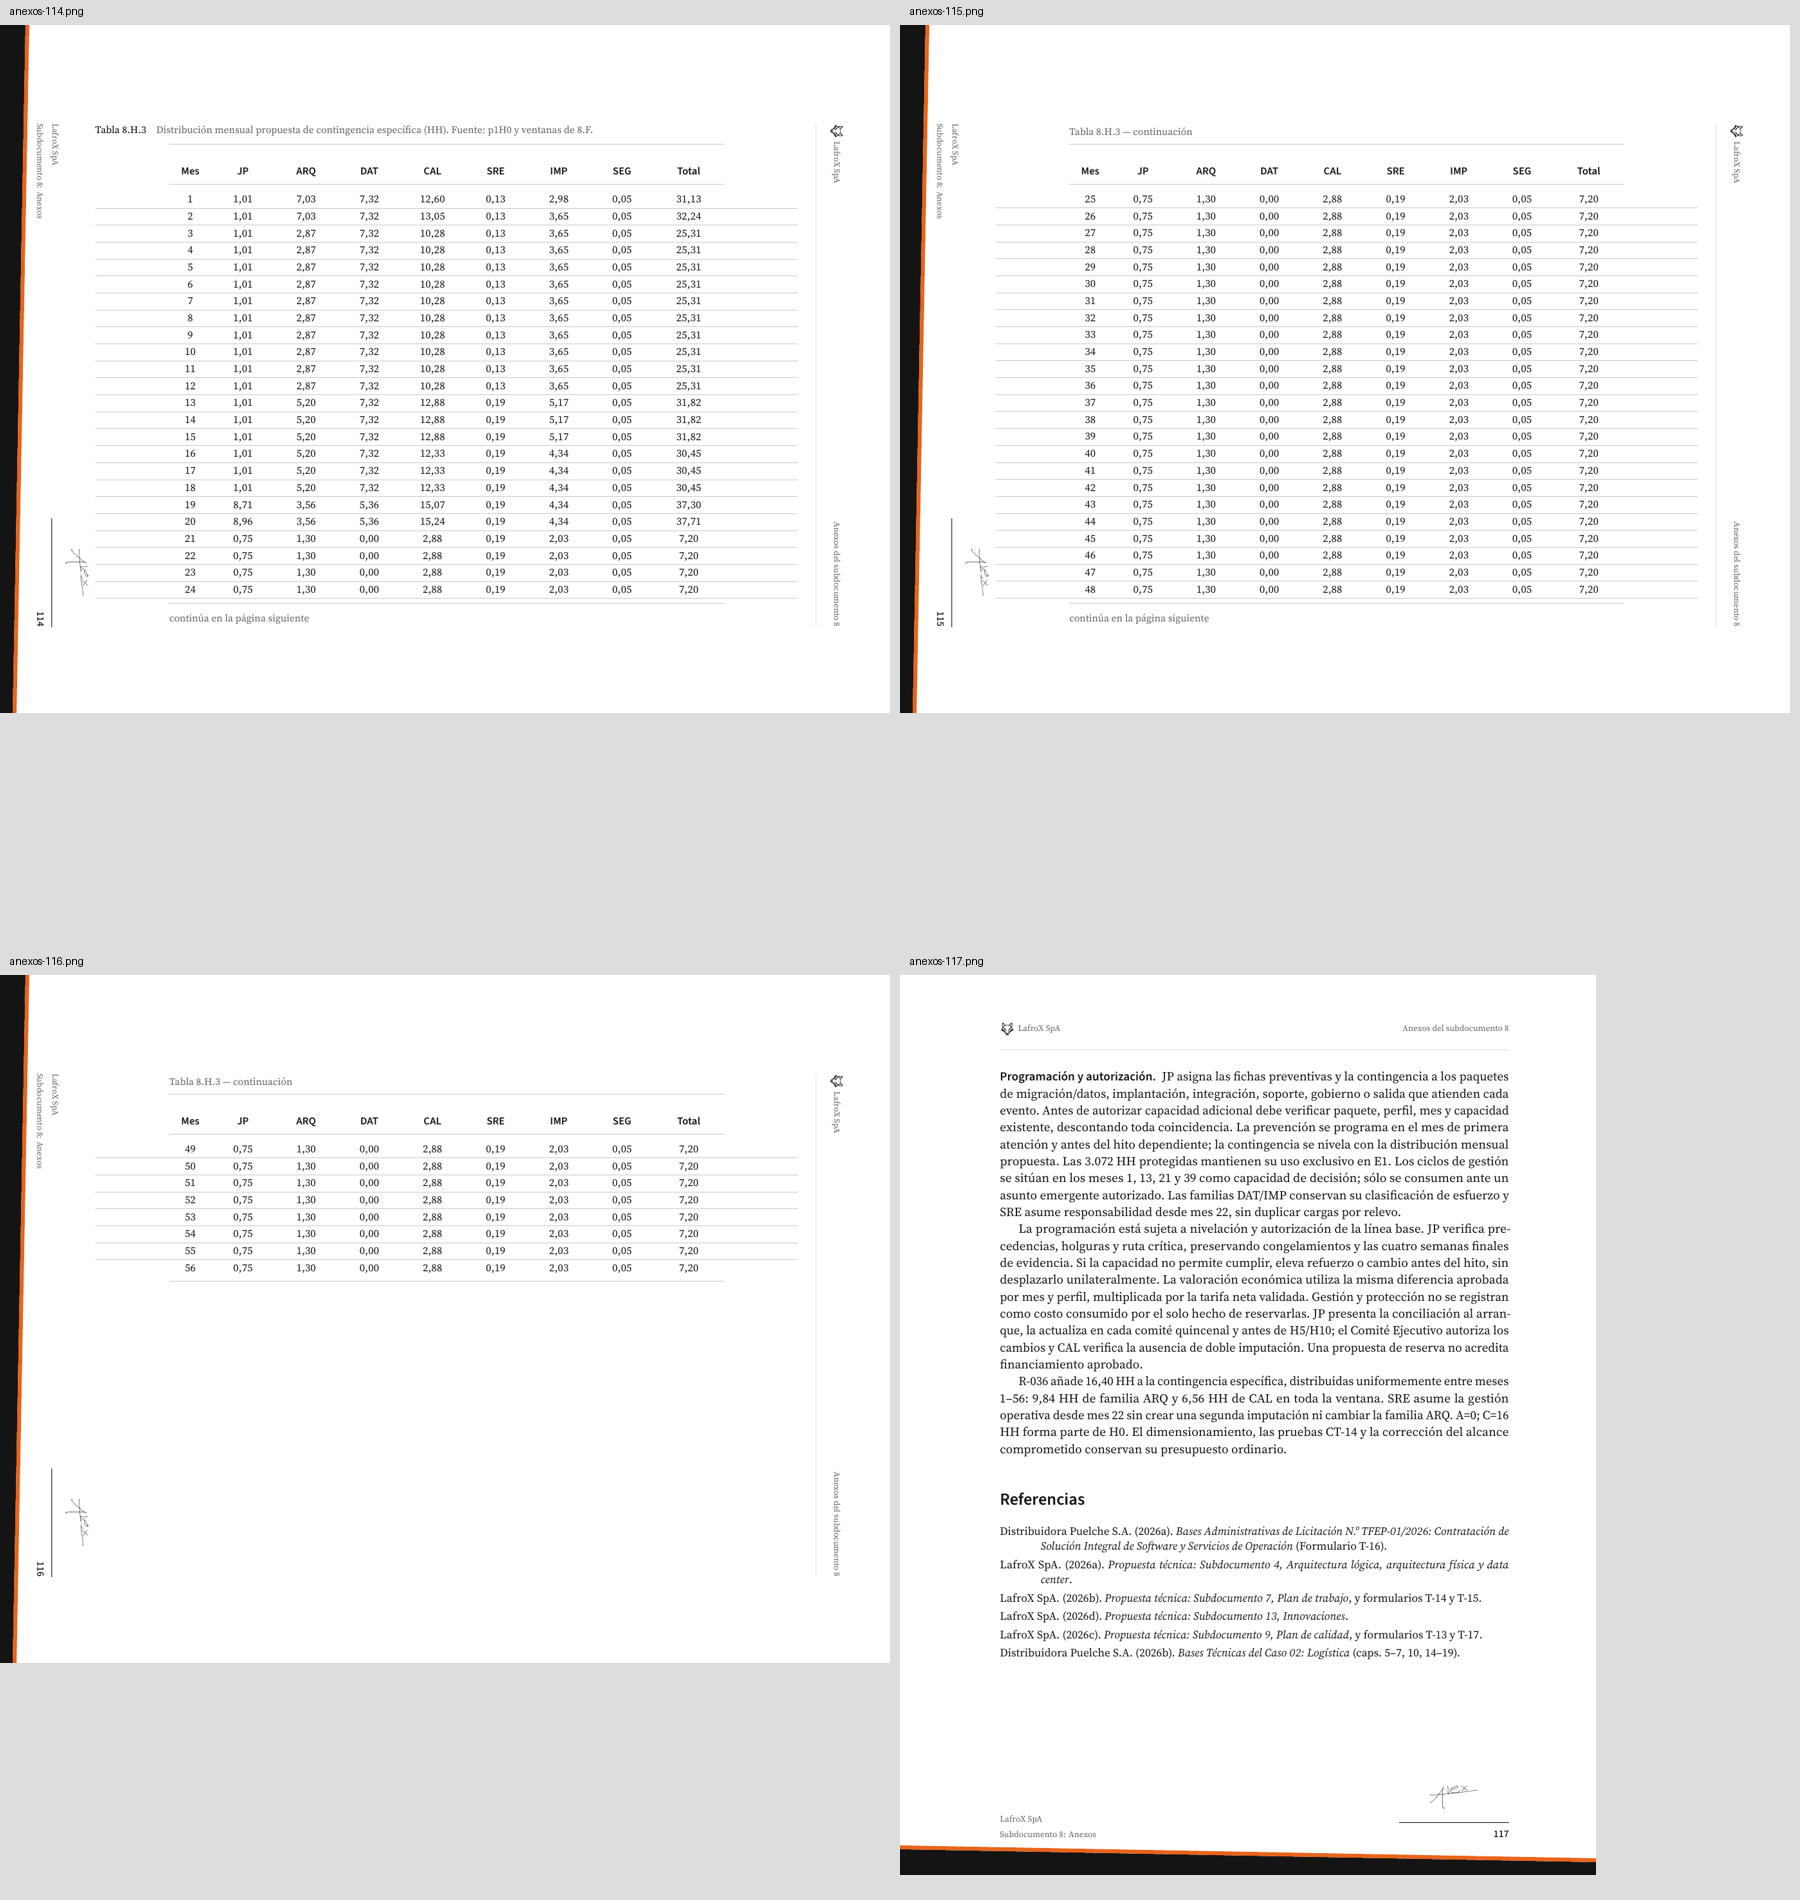 anexos-114.png
LafroX SpA
Subdocumento 8: Anexos
Tabla 8.H.3 Distribución mensual propuesta de contingencia específica (HH). Fuente: p1H0 y ventanas de 8.F.
Mes JP ARQ DAT CAL SRE IMP SEG Total
1 1,01 7,03 7,32 12,60 0,13 2,98 0,05 31,13
2 1,01 7,03 7,32 13,05 0,13 3,65 0,05 32,24
3 1,01 2,87 7,32 10,28 0,13 3,65 0,05 25,31
4 1,01 2,87 7,32 10,28 0,13 3,65 0,05 25,31
5 1,01 2,87 7,32 10,28 0,13 3,65 0,05 25,31
6 1,01 2,87 7,32 10,28 0,13 3,65 0,05 25,31
7 1,01 2,87 7,32 10,28 0,13 3,65 0,05 25,31
8 1,01 2,87 7,32 10,28 0,13 3,65 0,05 25,31
9 1,01 2,87 7,32 10,28 0,13 3,65 0,05 25,31
10 1,01 2,87 7,32 10,28 0,13 3,65 0,05 25,31
11 1,01 2,87 7,32 10,28 0,13 3,65 0,05 25,31
12 1,01 2,87 7,32 10,28 0,13 3,65 0,05 25,31
13 1,01 5,20 7,32 12,88 0,19 5,17 0,05 31,82
14 1,01 5,20 7,32 12,88 0,19 5,17 0,05 31,82
15 1,01 5,20 7,32 12,88 0,19 5,17 0,05 31,82
16 1,01 5,20 7,32 12,33 0,19 4,34 0,05 30,45
17 1,01 5,20 7,32 12,33 0,19 4,34 0,05 30,45
18 1,01 5,20 7,32 12,33 0,19 4,34 0,05 30,45
19 8,71 3,56 5,36 15,07 0,19 4,34 0,05 37,30
20 8,96 3,56 5,36 15,24 0,19 4,34 0,05 37,71
21 0,75 1,30 0,00 2,88 0,19 2,03 0,05 7,20
22 0,75 1,30 0,00 2,88 0,19 2,03 0,05 7,20
23 0,75 1,30 0,00 2,88 0,19 2,03 0,05 7,20
24 0,75 1,30 0,00 2,88 0,19 2,03 0,05 7,20
continúa en la página siguiente
LafroX SpA
Anexos del subdocumento 8
Alex
114
anexos-115.png
LafroX SpA
Subdocumento 8: Anexos
Tabla 8.H.3 — continuación
Mes JP ARQ DAT CAL SRE IMP SEG Total
25 0,75 1,30 0,00 2,88 0,19 2,03 0,05 7,20
26 0,75 1,30 0,00 2,88 0,19 2,03 0,05 7,20
27 0,75 1,30 0,00 2,88 0,19 2,03 0,05 7,20
28 0,75 1,30 0,00 2,88 0,19 2,03 0,05 7,20
29 0,75 1,30 0,00 2,88 0,19 2,03 0,05 7,20
30 0,75 1,30 0,00 2,88 0,19 2,03 0,05 7,20
31 0,75 1,30 0,00 2,88 0,19 2,03 0,05 7,20
32 0,75 1,30 0,00 2,88 0,19 2,03 0,05 7,20
33 0,75 1,30 0,00 2,88 0,19 2,03 0,05 7,20
34 0,75 1,30 0,00 2,88 0,19 2,03 0,05 7,20
35 0,75 1,30 0,00 2,88 0,19 2,03 0,05 7,20
36 0,75 1,30 0,00 2,88 0,19 2,03 0,05 7,20
37 0,75 1,30 0,00 2,88 0,19 2,03 0,05 7,20
38 0,75 1,30 0,00 2,88 0,19 2,03 0,05 7,20
39 0,75 1,30 0,00 2,88 0,19 2,03 0,05 7,20
40 0,75 1,30 0,00 2,88 0,19 2,03 0,05 7,20
41 0,75 1,30 0,00 2,88 0,19 2,03 0,05 7,20
42 0,75 1,30 0,00 2,88 0,19 2,03 0,05 7,20
43 0,75 1,30 0,00 2,88 0,19 2,03 0,05 7,20
44 0,75 1,30 0,00 2,88 0,19 2,03 0,05 7,20
45 0,75 1,30 0,00 2,88 0,19 2,03 0,05 7,20
46 0,75 1,30 0,00 2,88 0,19 2,03 0,05 7,20
47 0,75 1,30 0,00 2,88 0,19 2,03 0,05 7,20
48 0,75 1,30 0,00 2,88 0,19 2,03 0,05 7,20
continúa en la página siguiente
LafroX SpA
Anexos del subdocumento 8
Alex
115
anexos-116.png
LafroX SpA
Subdocumento 8: Anexos
Tabla 8.H.3 — continuación
Mes JP ARQ DAT CAL SRE IMP SEG Total
49 0,75 1,30 0,00 2,88 0,19 2,03 0,05 7,20
50 0,75 1,30 0,00 2,88 0,19 2,03 0,05 7,20
51 0,75 1,30 0,00 2,88 0,19 2,03 0,05 7,20
52 0,75 1,30 0,00 2,88 0,19 2,03 0,05 7,20
53 0,75 1,30 0,00 2,88 0,19 2,03 0,05 7,20
54 0,75 1,30 0,00 2,88 0,19 2,03 0,05 7,20
55 0,75 1,30 0,00 2,88 0,19 2,03 0,05 7,20
56 0,75 1,30 0,00 2,88 0,19 2,03 0,05 7,20
LafroX SpA
Anexos del subdocumento 8
Alex
116
anexos-117.png
LafroX SpA
Anexos del subdocumento 8
Programación y autorización. JP asigna las fichas preventivas y la contingencia a los paquetes
de migración/datos, implantación, integración, soporte, gobierno o salida que atienden cada
evento. Antes de autorizar capacidad adicional debe verificar paquete, perfil, mes y capacidad
existente, descontando toda coincidencia. La prevención se programa en el mes de primera
atención y antes del hito dependiente; la contingencia se nivela con la distribución mensual
propuesta. Las 3.072 HH protegidas mantienen su uso exclusivo en E1. Los ciclos de gestión
se sitúan en los meses 1, 13, 21 y 39 como capacidad de decisión; sólo se consumen ante un
asunto emergente autorizado. Las familias DAT/IMP conservan su clasificación de esfuerzo y
SRE asume responsabilidad desde mes 22, sin duplicar cargas por relevo.
La programación está sujeta a nivelación y autorización de la línea base. JP verifica pre-
cedencias, holguras y ruta crítica, preservando congelamientos y las cuatro semanas finales
de evidencia. Si la capacidad no permite cumplir, eleva refuerzo o cambio antes del hito, sin
desplazarlo unilateralmente. La valoración económica utiliza la misma diferencia aprobada
por mes y perfil, multiplicada por la tarifa neta validada. Gestión y protección no se registran
como costo consumido por el solo hecho de reservarlas. JP presenta la conciliación al arran-
que, la actualiza en cada comité quincenal y antes de H5/H10; el Comité Ejecutivo autoriza los
cambios y CAL verifica la ausencia de doble imputación. Una propuesta de reserva no acredita
financiamiento aprobado.
R-036 añade 16,40 HH a la contingencia específica, distribuidas uniformemente entre meses
1–56: 9,84 HH de familia ARQ y 6,56 HH de CAL en toda la ventana. SRE asume la gestión
operativa desde mes 22 sin crear una segunda imputación ni cambiar la familia ARQ. A=0; C=16
HH forma parte de H0. El dimensionamiento, las pruebas CT-14 y la corrección del alcance
comprometido conservan su presupuesto ordinario.
Referencias
Distribuidora Puelche S.A. (2026a). Bases Administrativas de Licitación N.º TFEP-01/2026: Contratación de
Solución Integral de Software y Servicios de Operación (Formulario T-16).
LafroX SpA. (2026a). Propuesta técnica: Subdocumento 4, Arquitectura lógica, arquitectura física y data
center.
LafroX SpA. (2026b). Propuesta técnica: Subdocumento 7, Plan de trabajo, y formularios T-14 y T-15.
LafroX SpA. (2026d). Propuesta técnica: Subdocumento 13, Innovaciones.
LafroX SpA. (2026c). Propuesta técnica: Subdocumento 9, Plan de calidad, y formularios T-13 y T-17.
Distribuidora Puelche S.A. (2026b). Bases Técnicas del Caso 02: Logística (caps. 5–7, 10, 14–19).
Alex
LafroX SpA
Subdocumento 8: Anexos
117